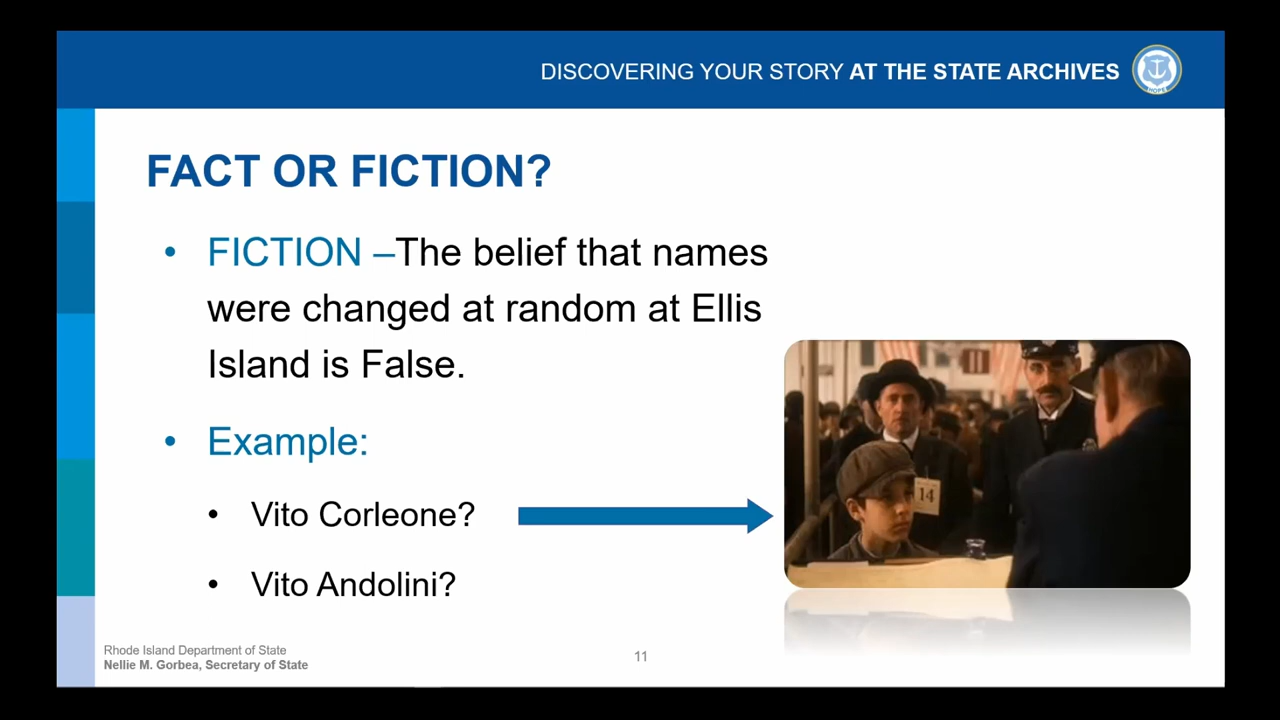 DISCOVERING YOUR STORY AT THE STATE ARCHIVES
HOPE
FACT OR FICTION?
• FICTION –The belief that names
were changed at random at Ellis
Island is False.
• Example:
• Vito Corleone?
• Vito Andolini?
14
Rhode Island Department of State
Nellie M. Gorbea, Secretary of State
11